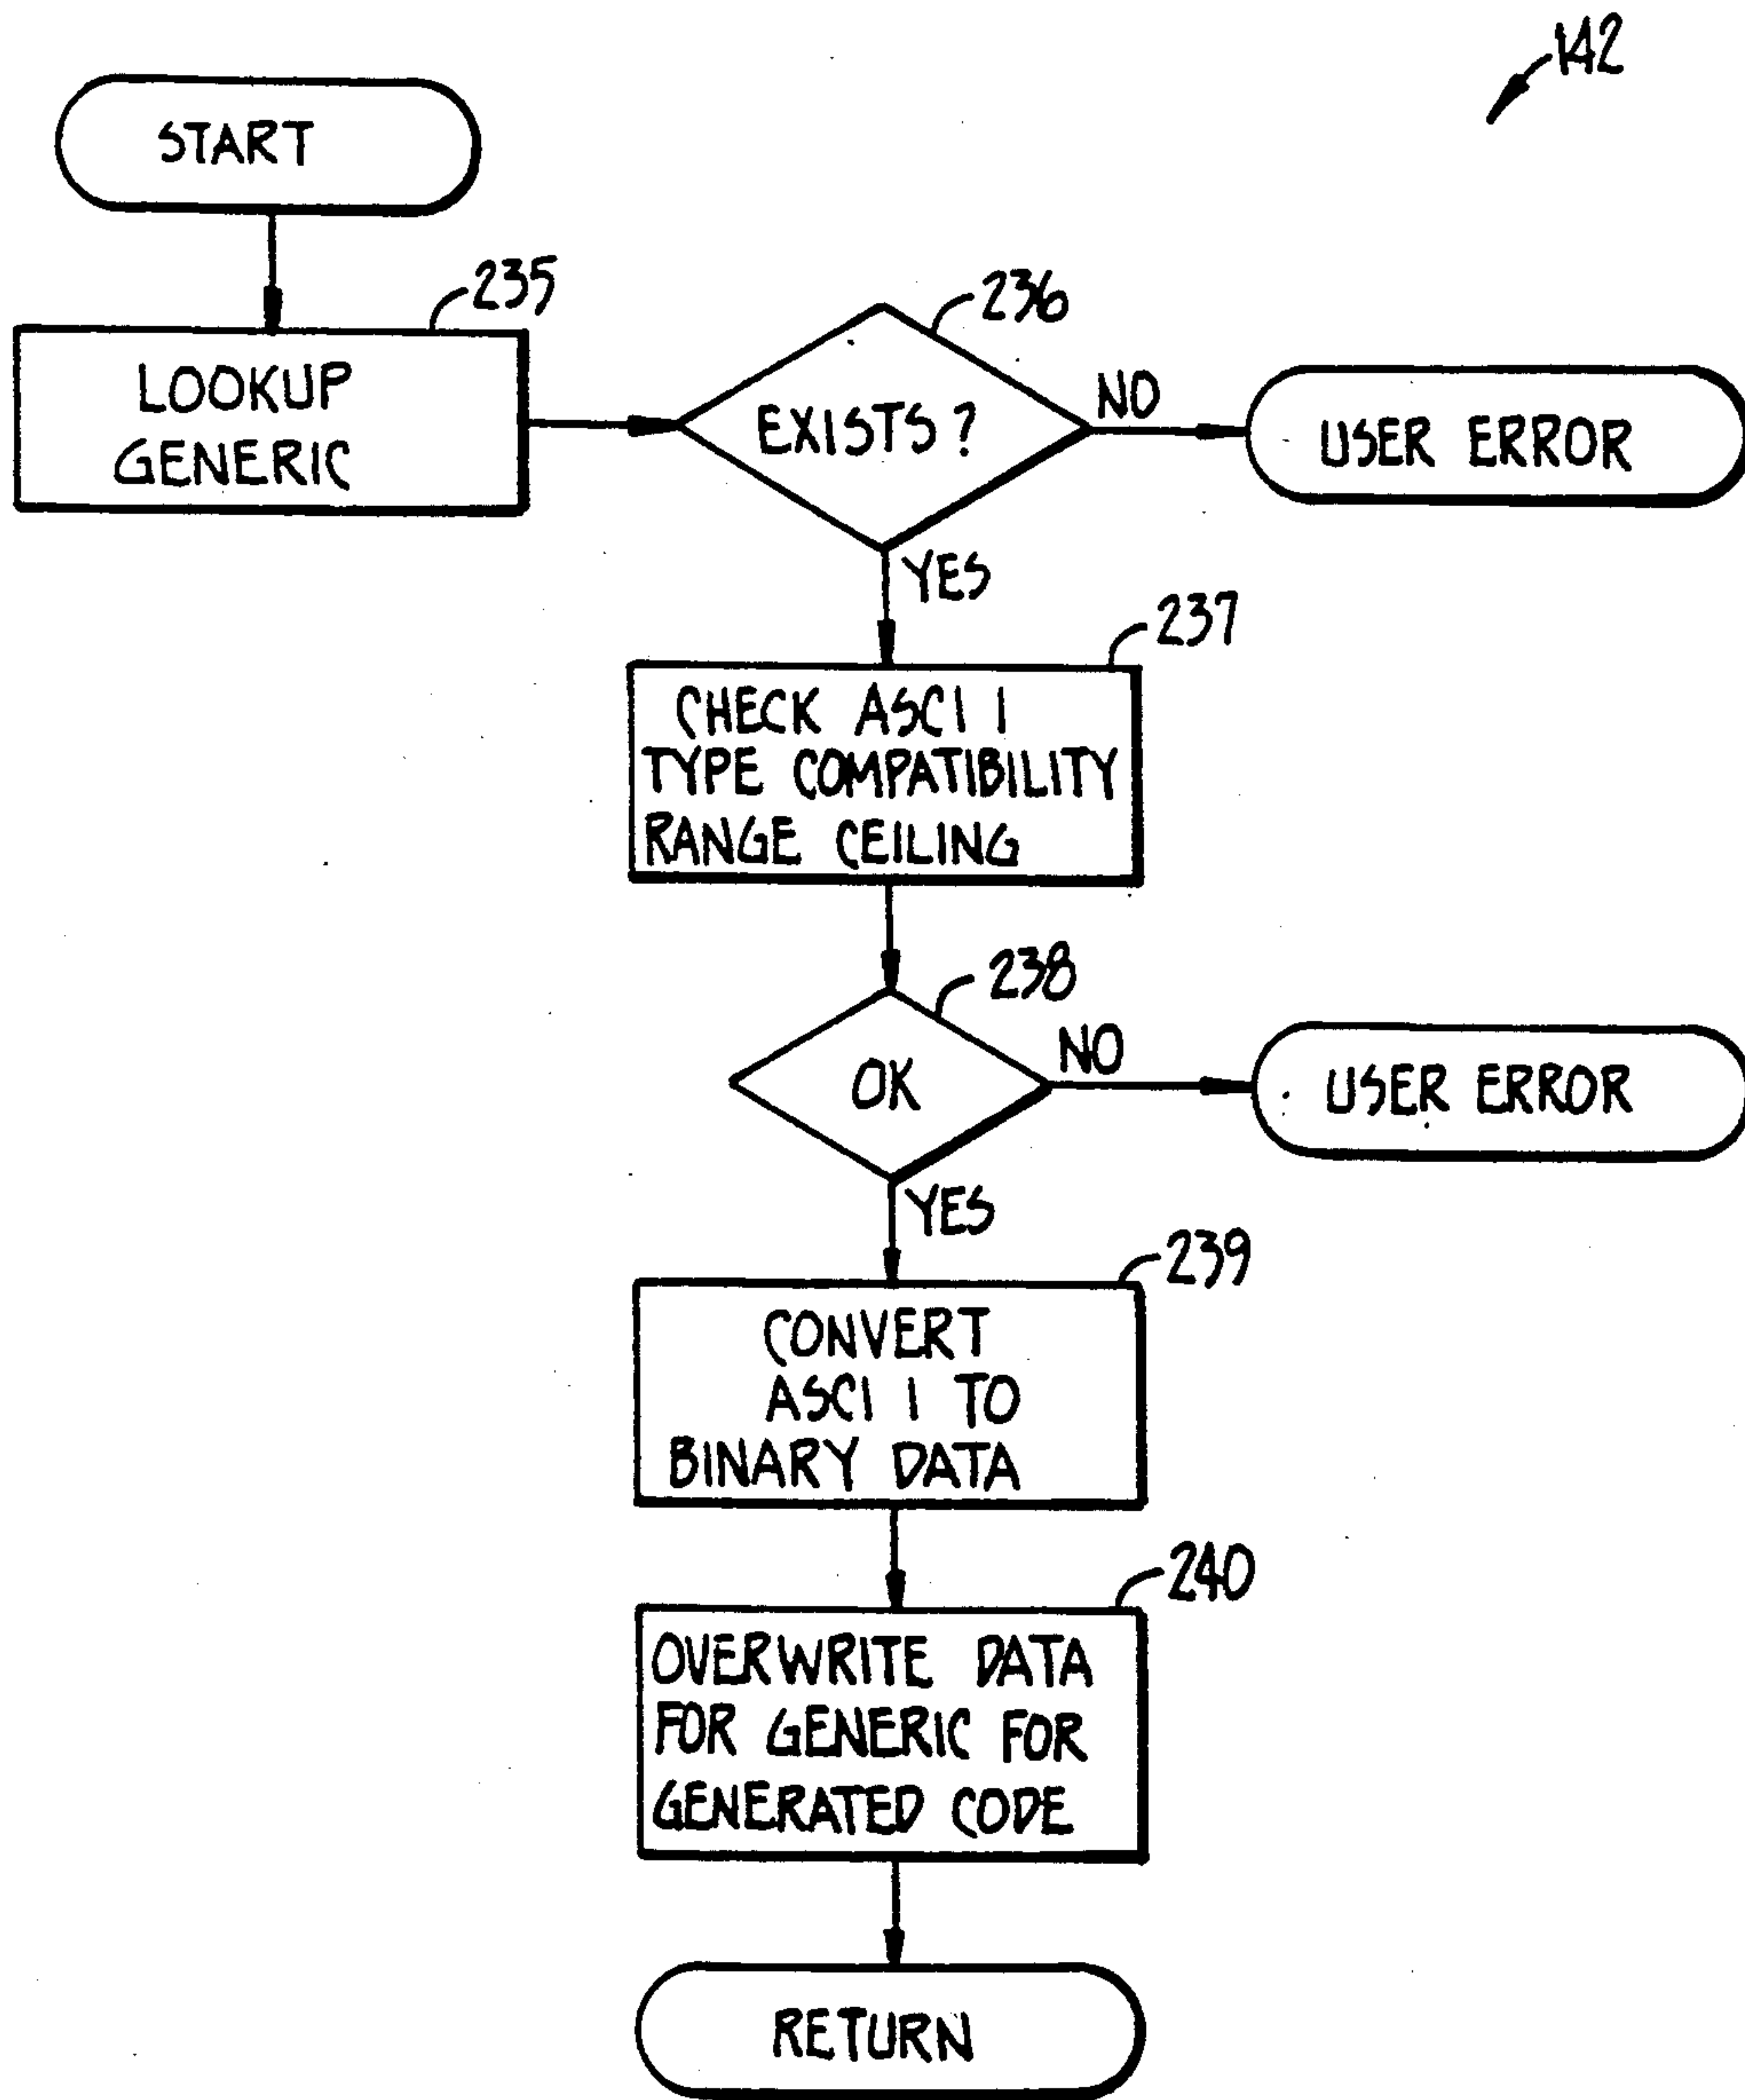 142
START
235
LOOKUP
GENERIC
236
EXISTS?
NO
USER ERROR
YES
237
CHECK ASCII
TYPE COMPATIBILITY
RANGE CEILING
238
OK
NO
USER ERROR
YES
239
CONVERT
ASCII TO
BINARY DATA
240
OVERWRITE DATA
FOR GENERIC FOR
GENERATED CODE
RETURN